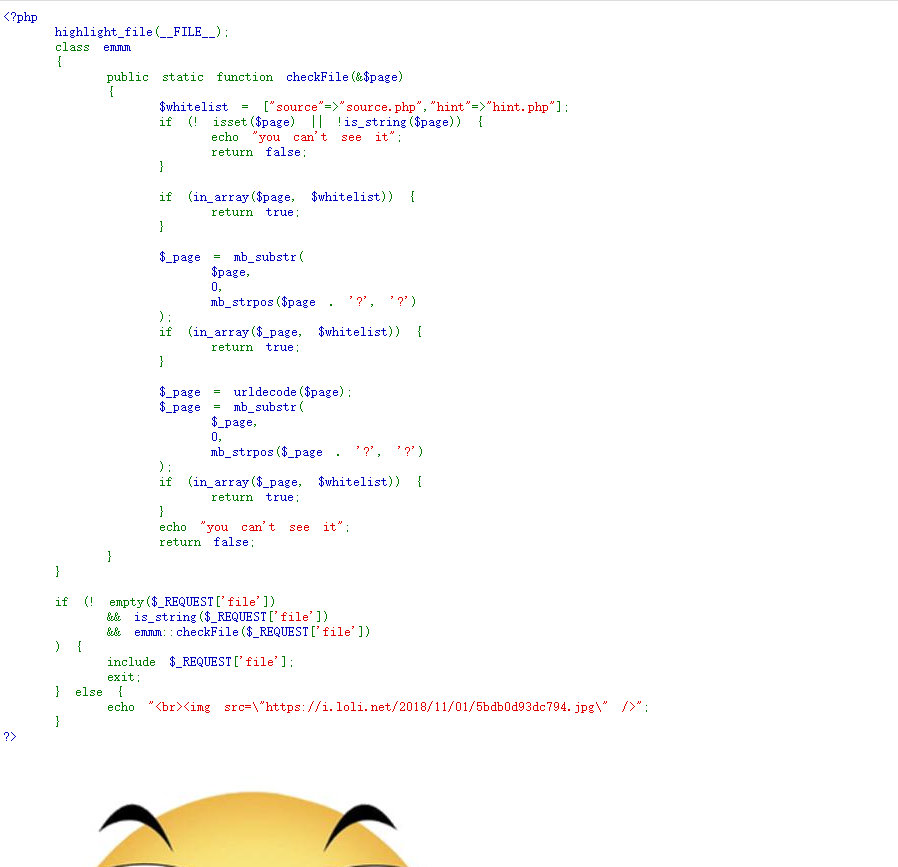 <?php
highlight_file(__FILE__);
class emmm
{
public static function checkFile(&$page)
{
$whitelist = ["source"=>"source.php","hint"=>"hint.php"];
if (! isset($page) || !is_string($page)) {
echo "you can't see it";
return false;
}
if (in_array($page, $whitelist)) {
return true;
}
$_page = mb_substr(
$page,
0,
mb_strpos($page . '?', '?')
);
if (in_array($_page, $whitelist)) {
return true;
}
$_page = urldecode($page);
$_page = mb_substr(
$_page,
0,
mb_strpos($_page . '?', '?')
);
if (in_array($_page, $whitelist)) {
return true;
}
echo "you can't see it";
return false;
}
}
if (! empty($_REQUEST['file'])
&& is_string($_REQUEST['file'])
&& emmm::checkFile($_REQUEST['file'])
) {
include $_REQUEST['file'];
exit;
} else {
echo "<br><img src=\"https://i.loli.net/2018/11/01/5bdb0d93dc794.jpg\" />";
}
?>